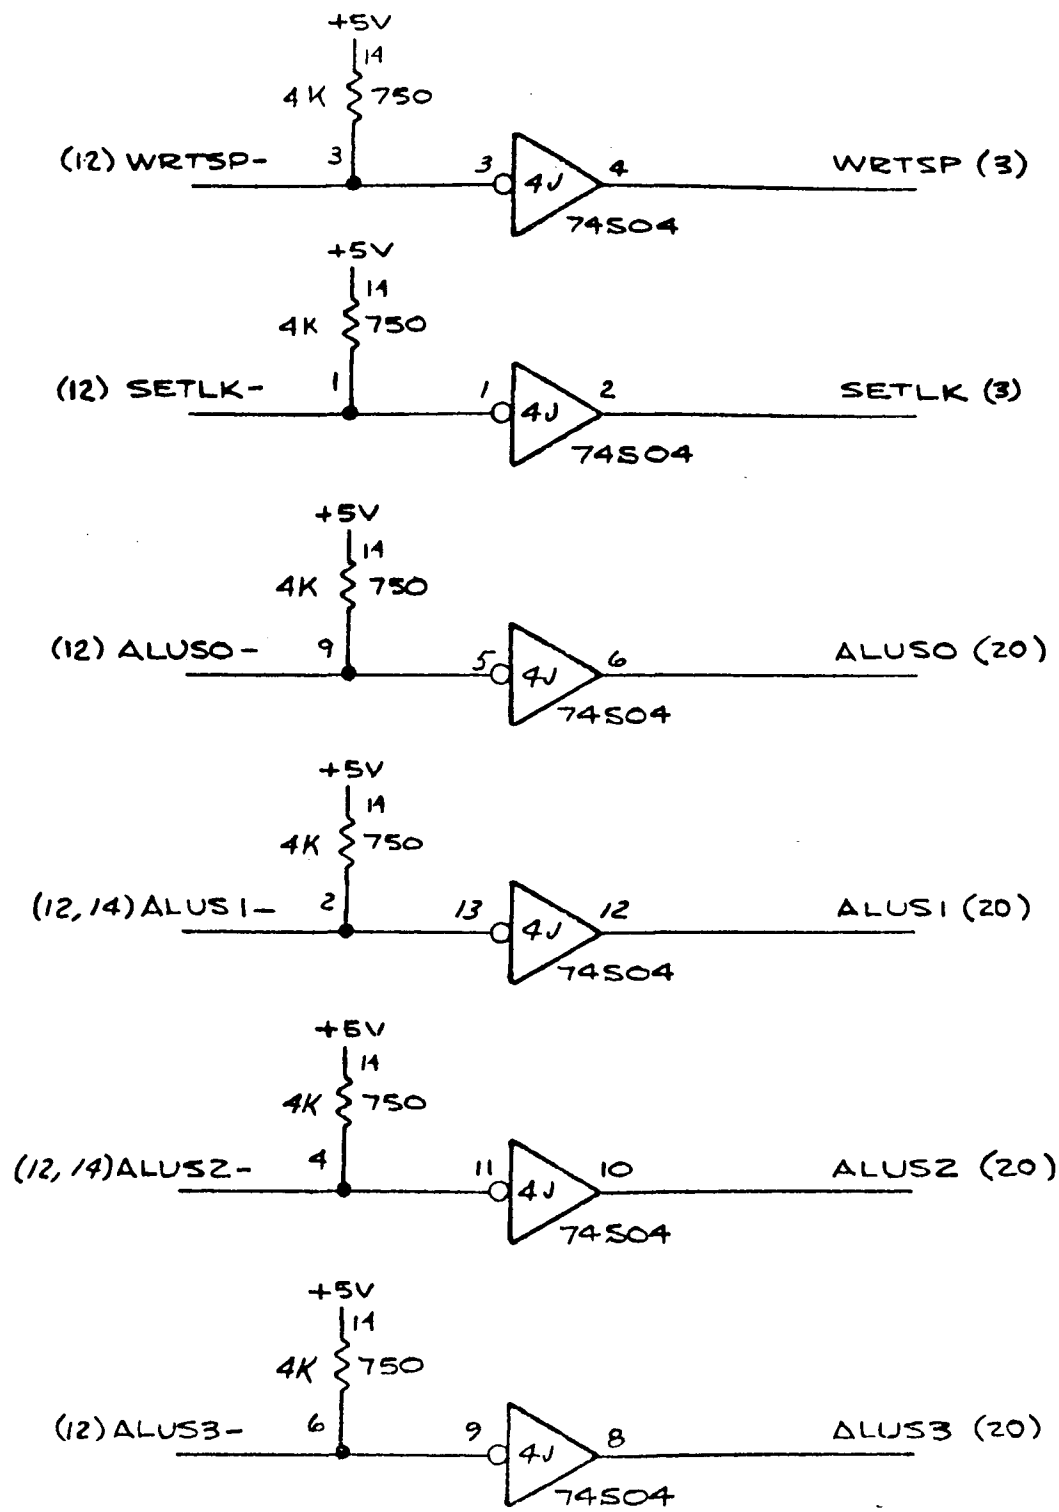 +5V
14
4K 750
(12) WRTSP- 3 3 4J 4 WRTSP (3)
74S04
+5V
14
4K 750
(12) SETLK- 1 1 4J 2 SETLK (3)
74S04
+5V
14
4K 750
(12) ALUS0- 9 5 4J 6 ALUS0 (20)
74S04
+5V
14
4K 750
(12,14) ALUS1- 2 13 4J 12 ALUS1 (20)
74S04
+5V
14
4K 750
(12,14) ALUS2- 4 11 4J 10 ALUS2 (20)
74S04
+5V
14
4K 750
(12) ALUS3- 6 9 4J 8 ALUS3 (20)
74S04